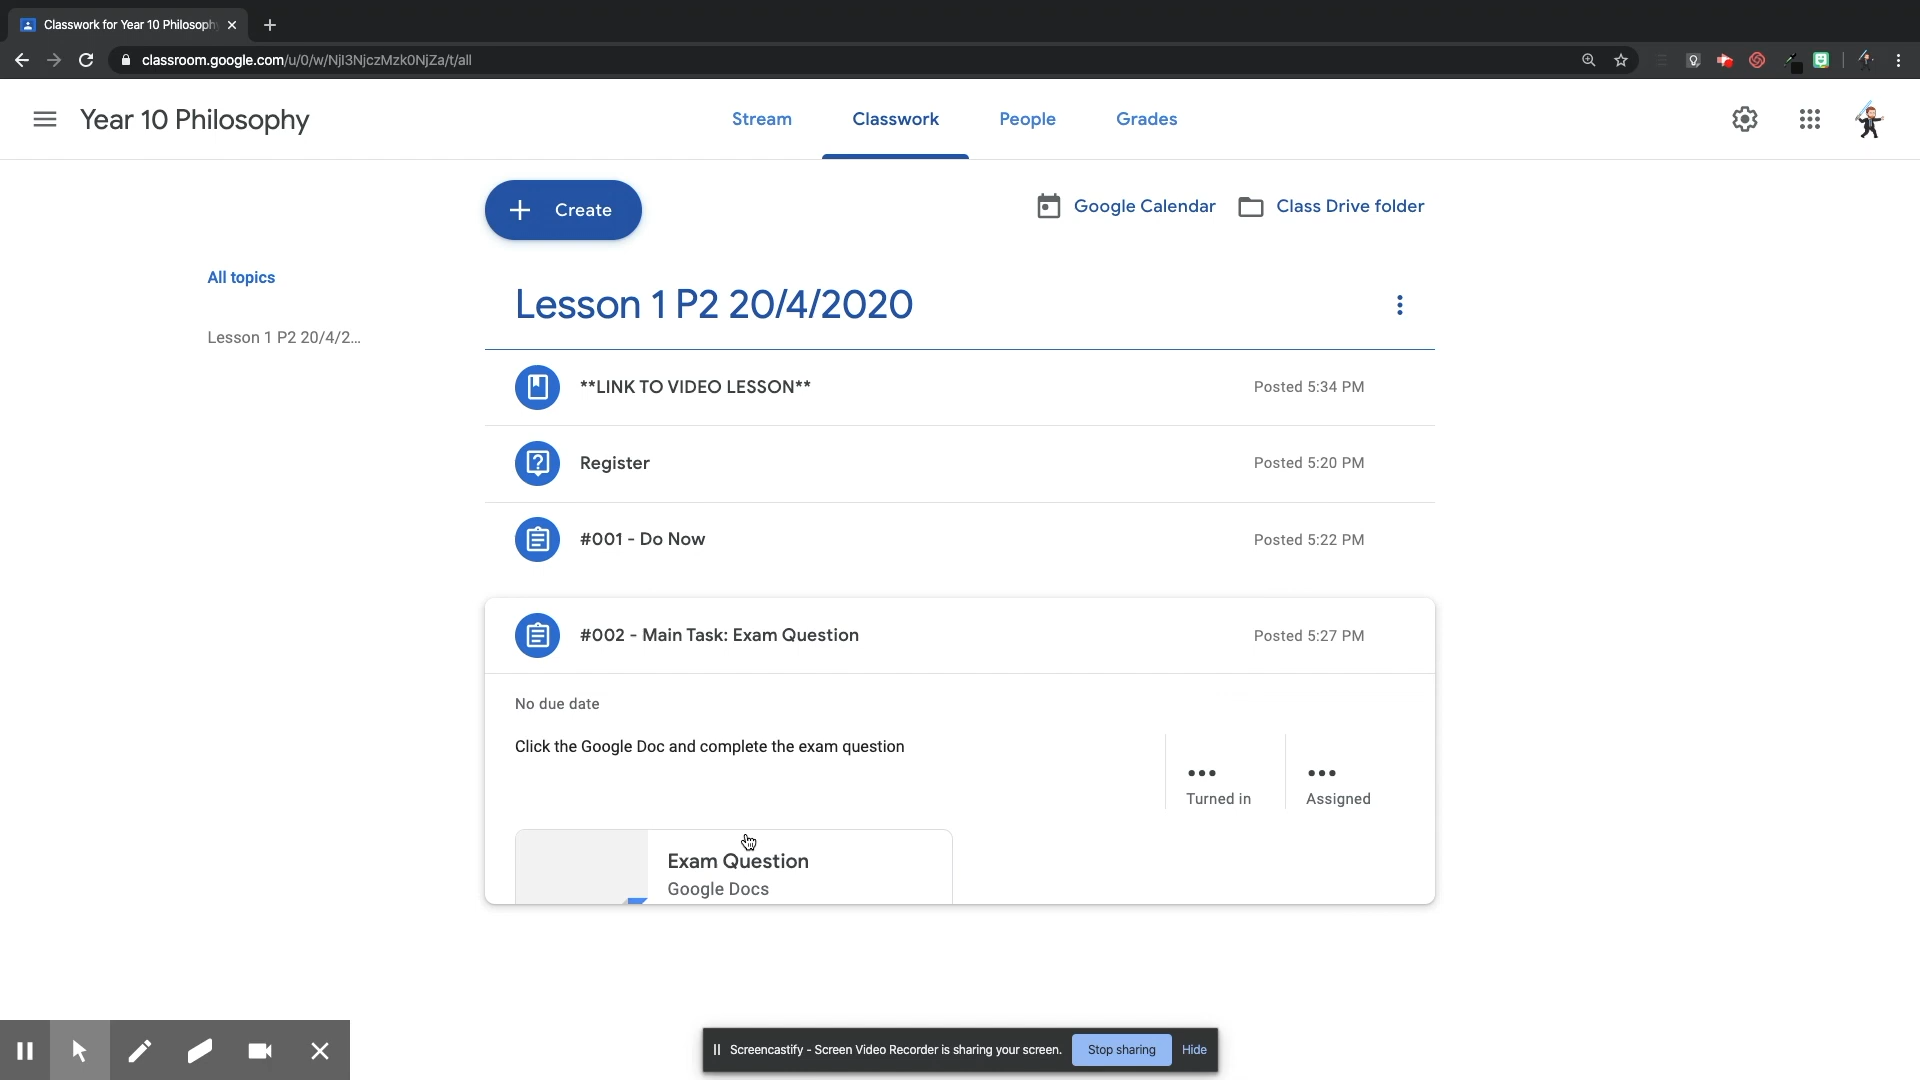 Classwork for Year 10 Philosoph
classroom.google.com/u/0/w/NjI3NjczMzk0NjZa/t/all
Year 10 Philosophy
Stream
Classwork
People
Grades
Create
Google Calendar
Class Drive folder
All topics
Lesson 1 P2 20/4/2...
Lesson 1 P2 20/4/2020
**LINK TO VIDEO LESSON**
Posted 5:34 PM
Register
Posted 5:20 PM
#001 - Do Now
Posted 5:22 PM
#002 - Main Task: Exam Question
Posted 5:27 PM
No due date
Click the Google Doc and complete the exam question
Turned in
Assigned
Exam Question
Google Docs
Screencastify - Screen Video Recorder is sharing your screen.
Stop sharing
Hide